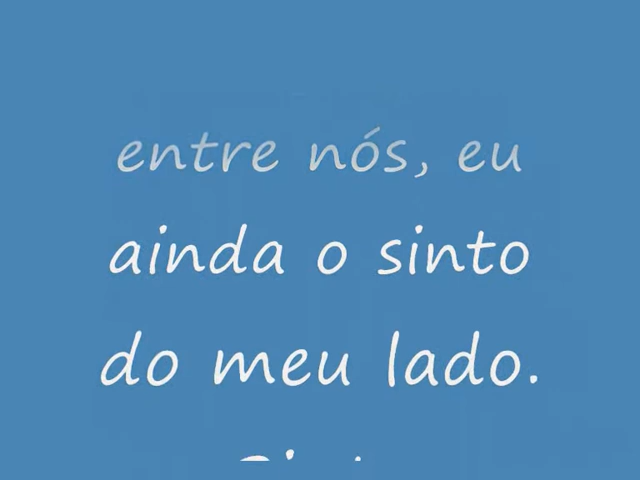 entre nós, eu
ainda o sinto
do meu lado.